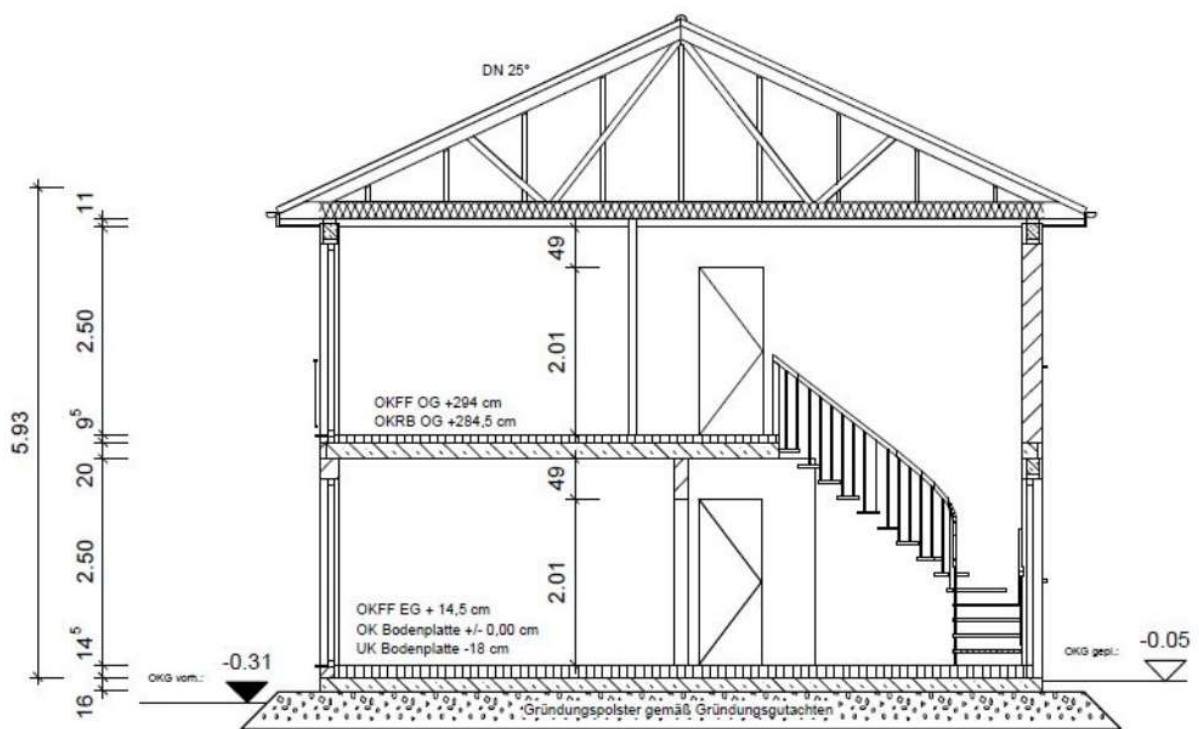 DN 25°
11
49
2.50
2.01
5.93
OKFF OG +294 cm
OKRB OG +284,5 cm
9⁵
20
49
2.50
2.01
OKFF EG + 14,5 cm
OK Bodenplatte +/- 0,00 cm
UK Bodenplatte -18 cm
14⁵
OKG vorh.:
-0.31
OKG gepl.:
-0.05
16
Gründungspolster gemäß Gründungsgutachten